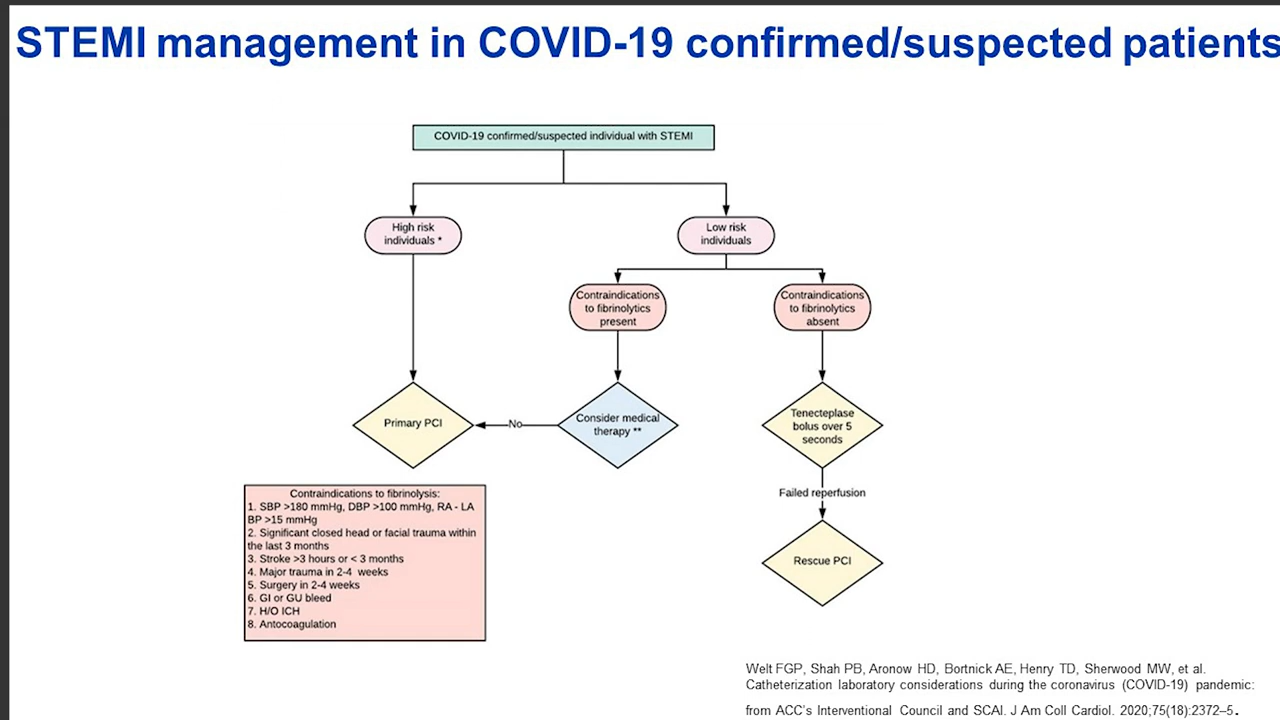 STEMI management in COVID-19 confirmed/suspected patients
COVID-19 confirmed/suspected individual with STEMI
High risk
individuals *
Low risk
individuals
Contraindications
to fibrinolytics
present
Contraindications
to fibrinolytics
absent
Primary PCI
No
Consider medical
therapy **
Tenecteplase
bolus over 5
seconds
Failed reperfusion
Rescue PCI
Contraindications to fibrinolysis:
1. SBP >180 mmHg, DBP >100 mmHg, RA - LA
BP >15 mmHg
2. Significant closed head or facial trauma within
the last 3 months
3. Stroke >3 hours or < 3 months
4. Major trauma in 2-4 weeks
5. Surgery in 2-4 weeks
6. GI or GU bleed
7. H/O ICH
8. Antocoagulation
Welt FGP, Shah PB, Aronow HD, Bortnick AE, Henry TD, Sherwood MW, et al.
Catheterization laboratory considerations during the coronavirus (COVID-19) pandemic:
from ACC's Interventional Council and SCAI. J Am Coll Cardiol. 2020;75(18):2372–5.